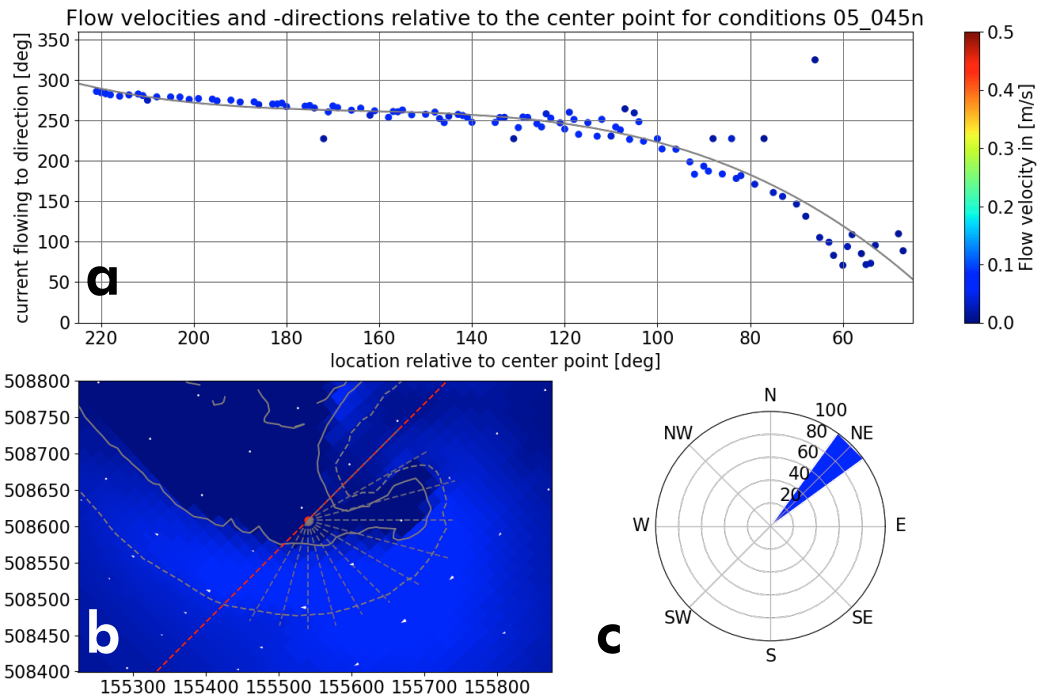 Flow velocities and -directions relative to the center point for conditions 05_045n
350
300
250
200
150
100
50
0
current flowing to direction [deg]
a
220 200 180 160 140 120 100 80 60
location relative to center point [deg]
0.5
0.4
0.3
0.2
0.1
0.0
Flow velocity in [m/s]
508800
508750
508700
508650
508600
508550
508500
508450
508400
b
155300 155400 155500 155600 155700 155800
N
NE
E
SE
S
SW
W
NW
100
80
60
40
20
c